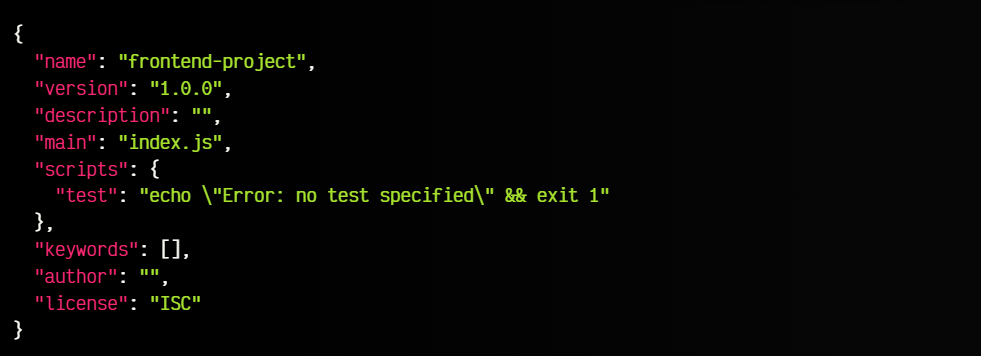 {
  "name": "frontend-project",
  "version": "1.0.0",
  "description": "",
  "main": "index.js",
  "scripts": {
    "test": "echo \"Error: no test specified\" && exit 1"
  },
  "keywords": [],
  "author": "",
  "license": "ISC"
}